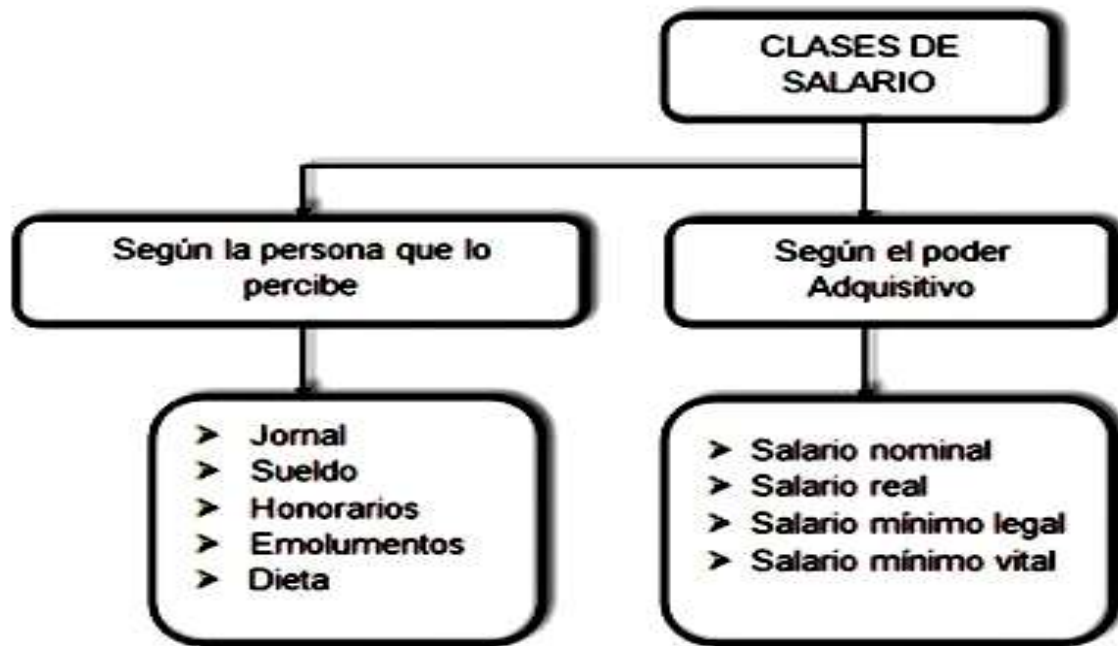 CLASES DE
SALARIO
Según la persona que lo
percibe
Según el poder
Adquisitivo
➤ Jornal
➤ Sueldo
➤ Honorarios
➤ Emolumentos
➤ Dieta
➤ Salario nominal
➤ Salario real
➤ Salario mínimo legal
➤ Salario mínimo vital